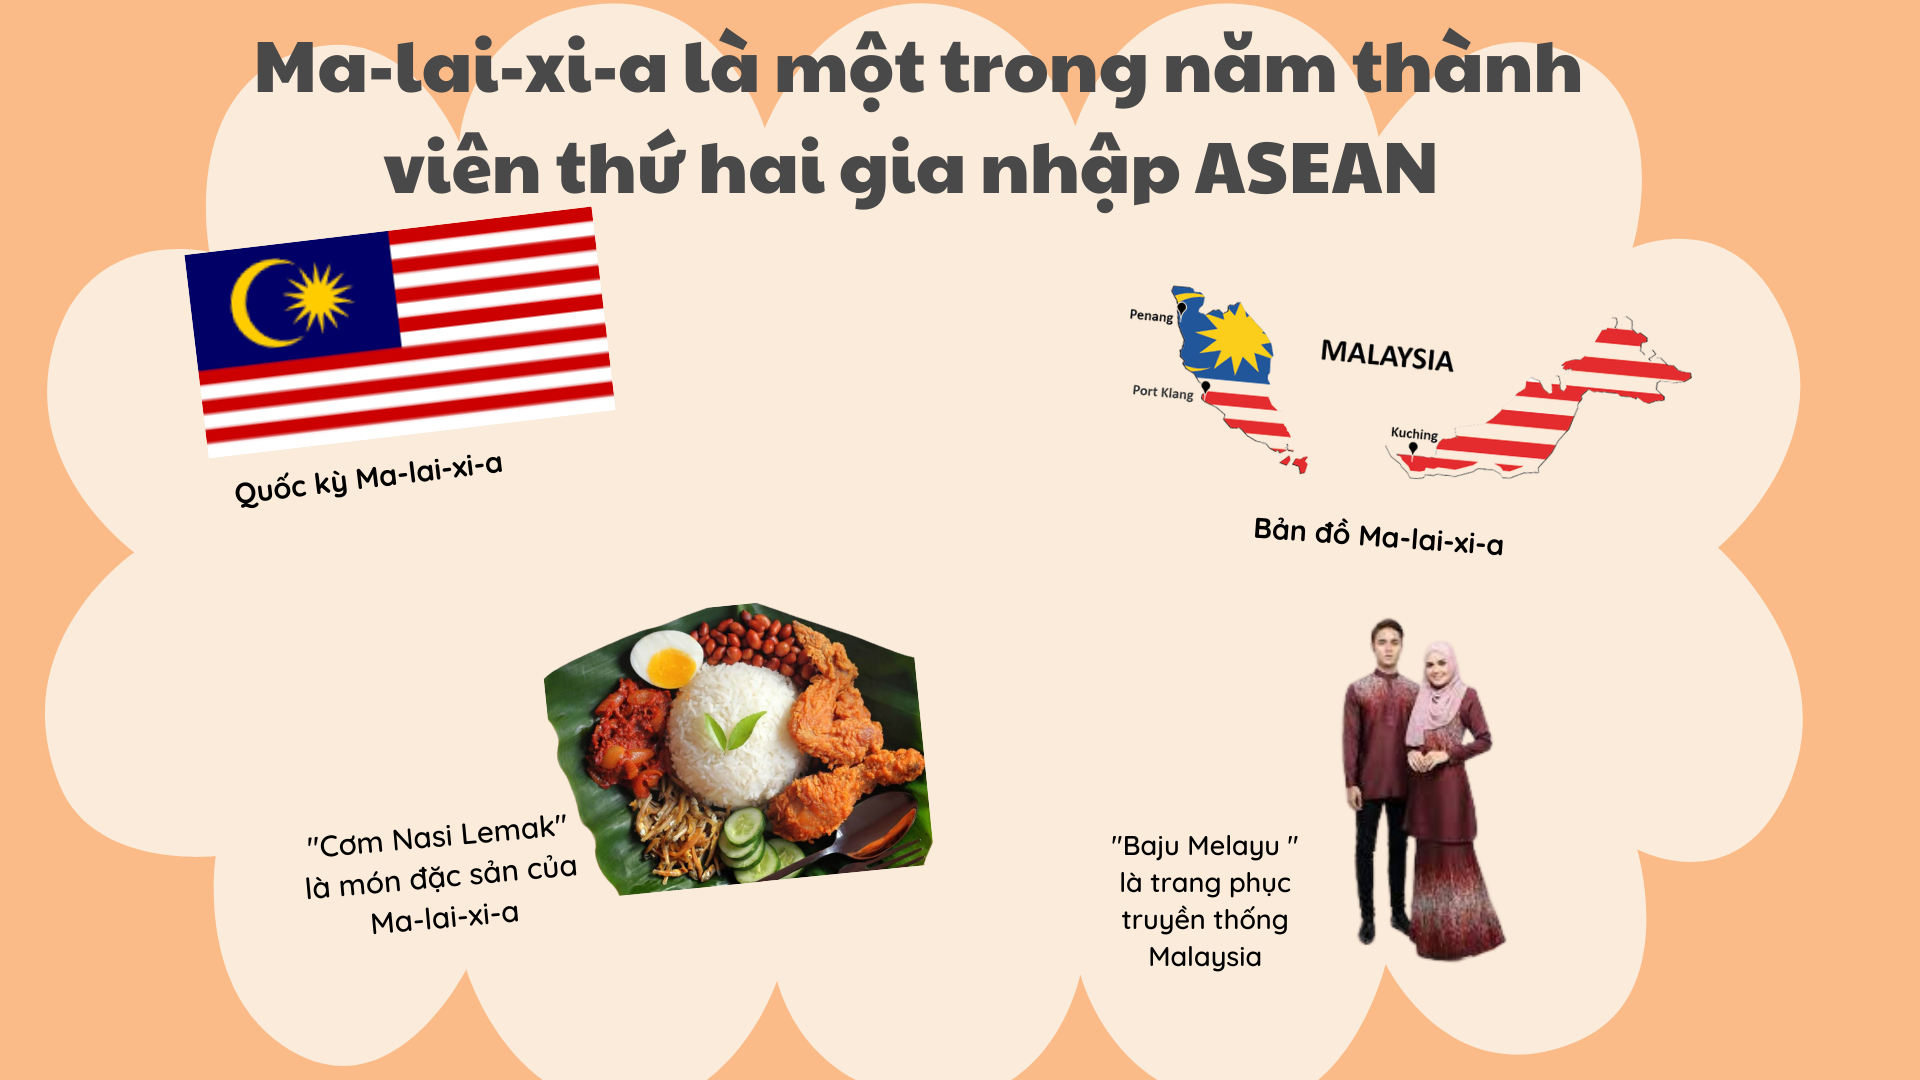 Ma-lai-xi-a là một trong năm thành
viên thứ hai gia nhập ASEAN
Quốc kỳ Ma-lai-xi-a
Penang
MALAYSIA
Port Klang
Kuching
Bản đồ Ma-lai-xi-a
"Cơm Nasi Lemak"
là món đặc sản của
Ma-lai-xi-a
"Baju Melayu "
là trang phục
truyền thống
Malaysia